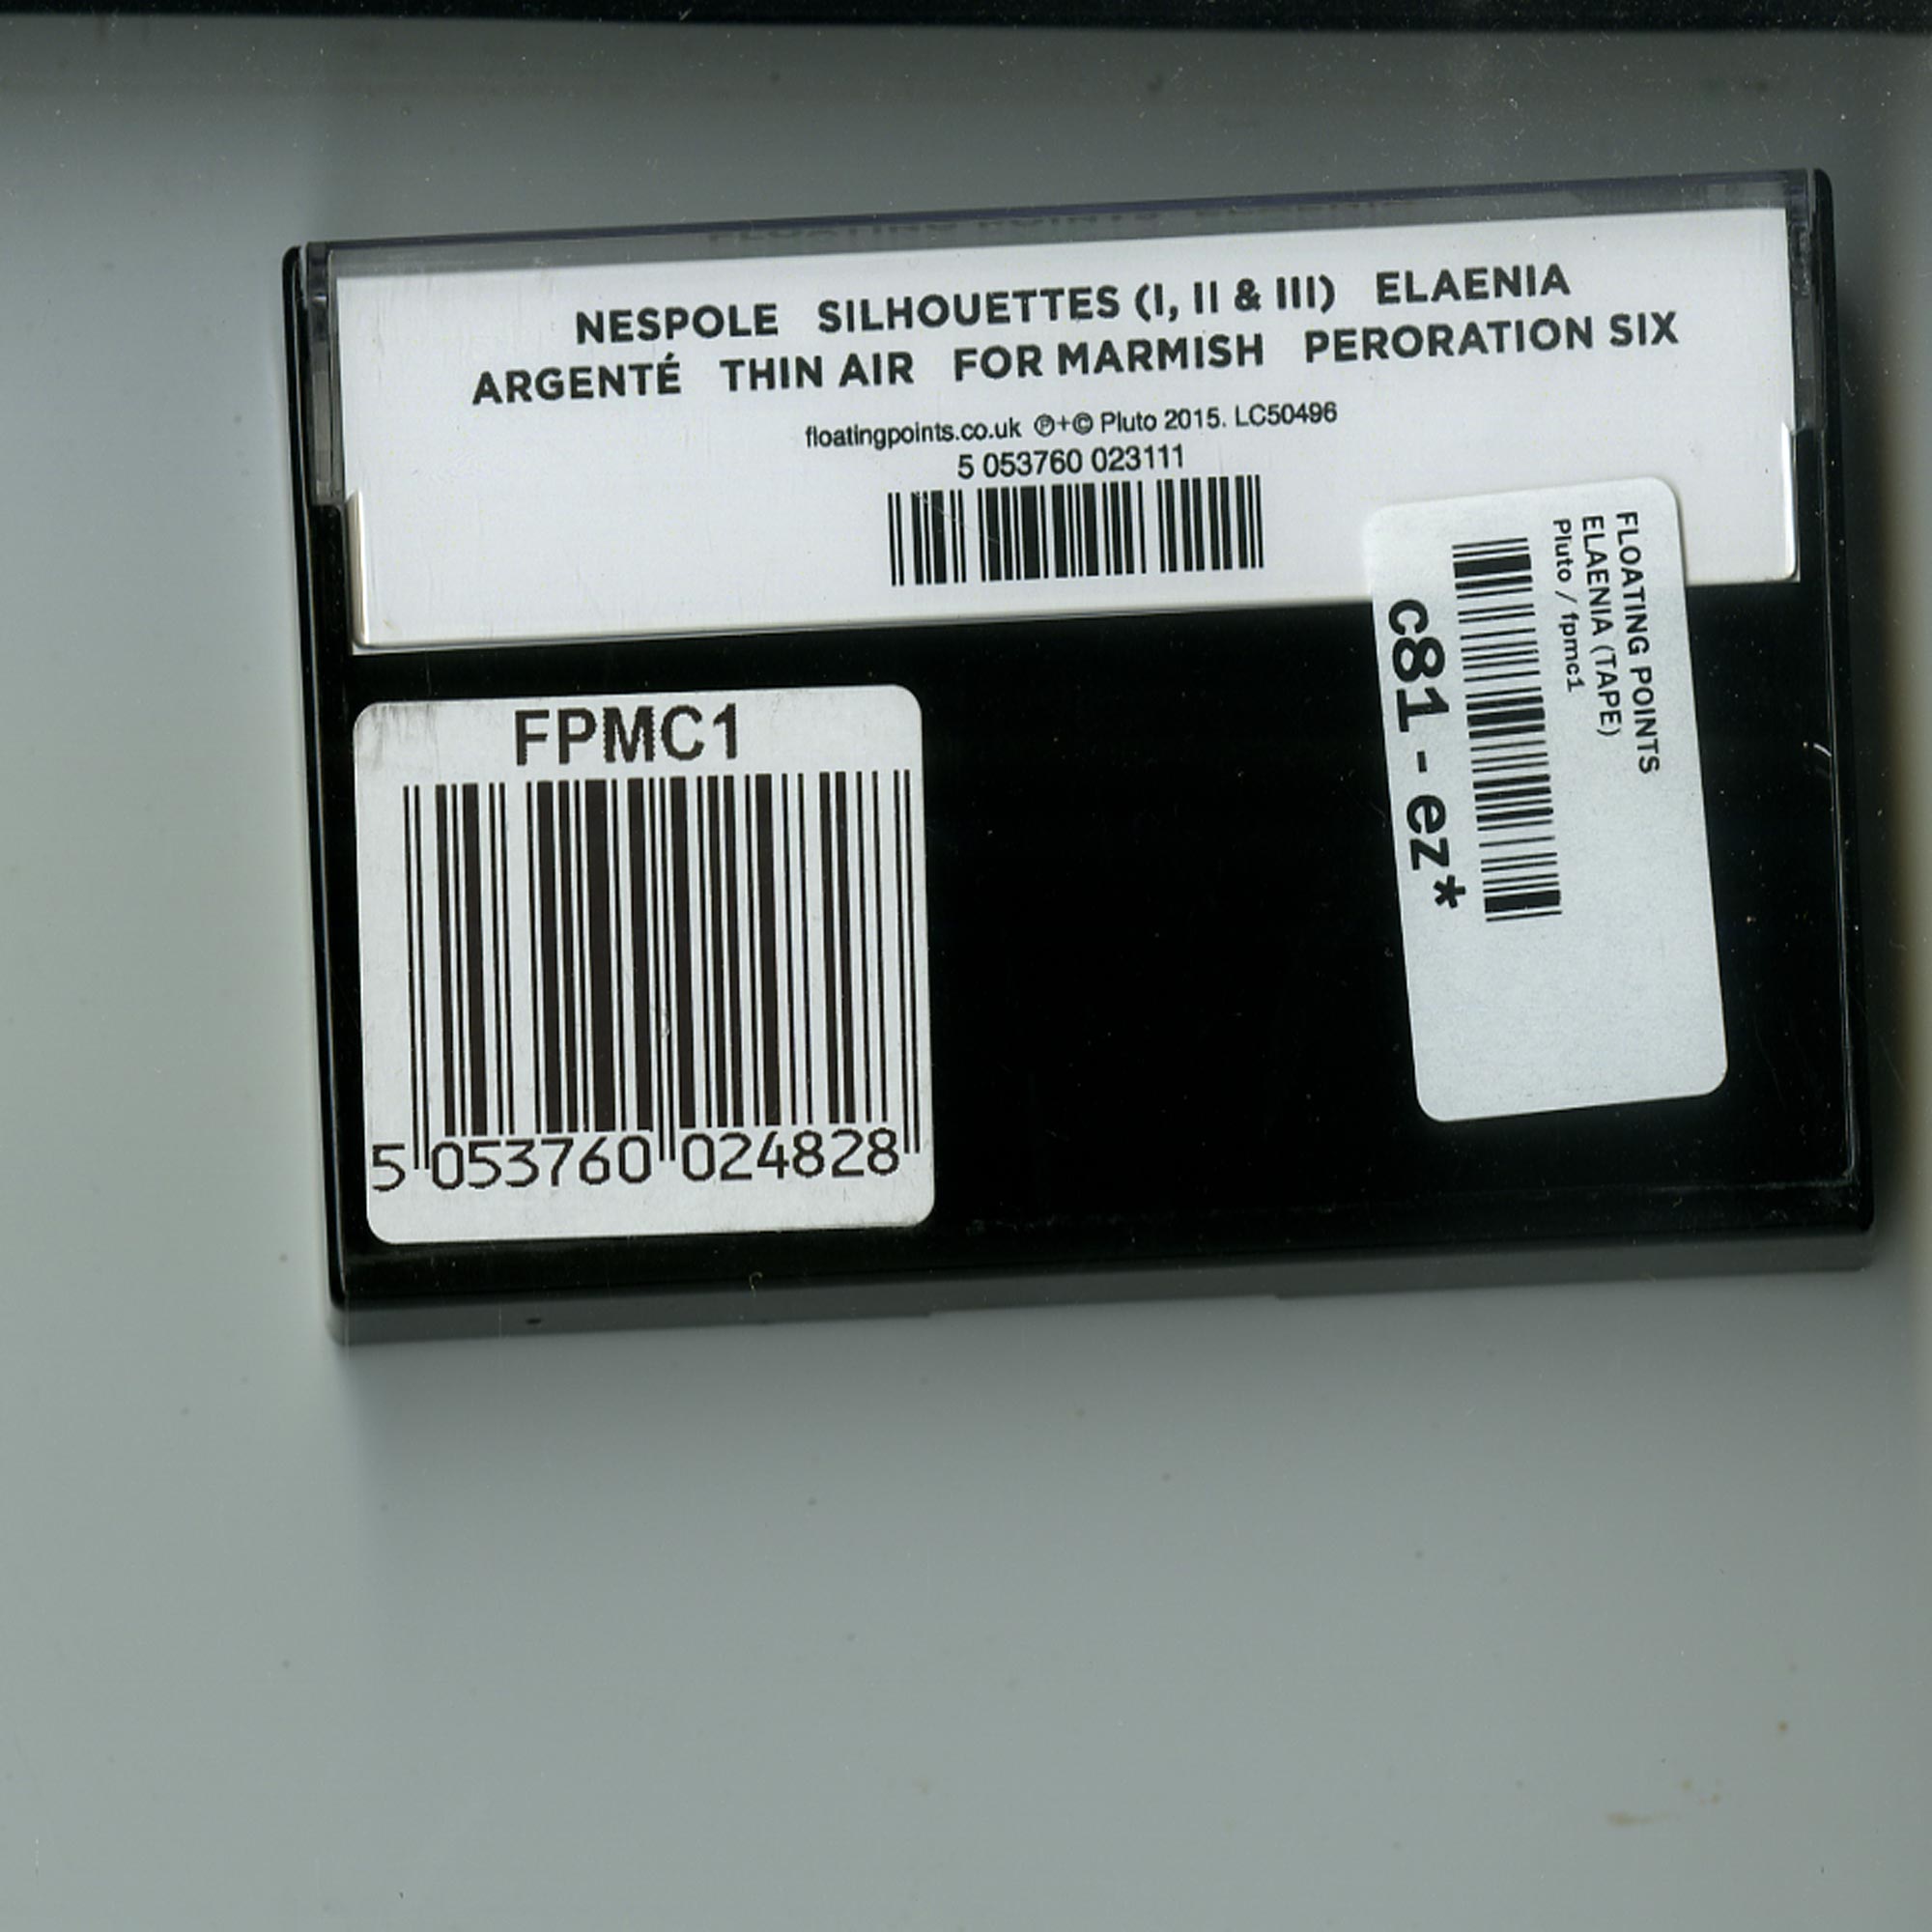 NESPOLE SILHOUETTES (I, II & III) ELAENIA
ARGENTÉ THIN AIR FOR MARMISH PERORATION SIX
floatingpoints.co.uk ℗+© Pluto 2015. LC50496
5 053760 023111
FLOATING POINTS
ELAENIA (TAPE)
Pluto / fpmc1
c81 - ez*
FPMC1
5 053760 024828